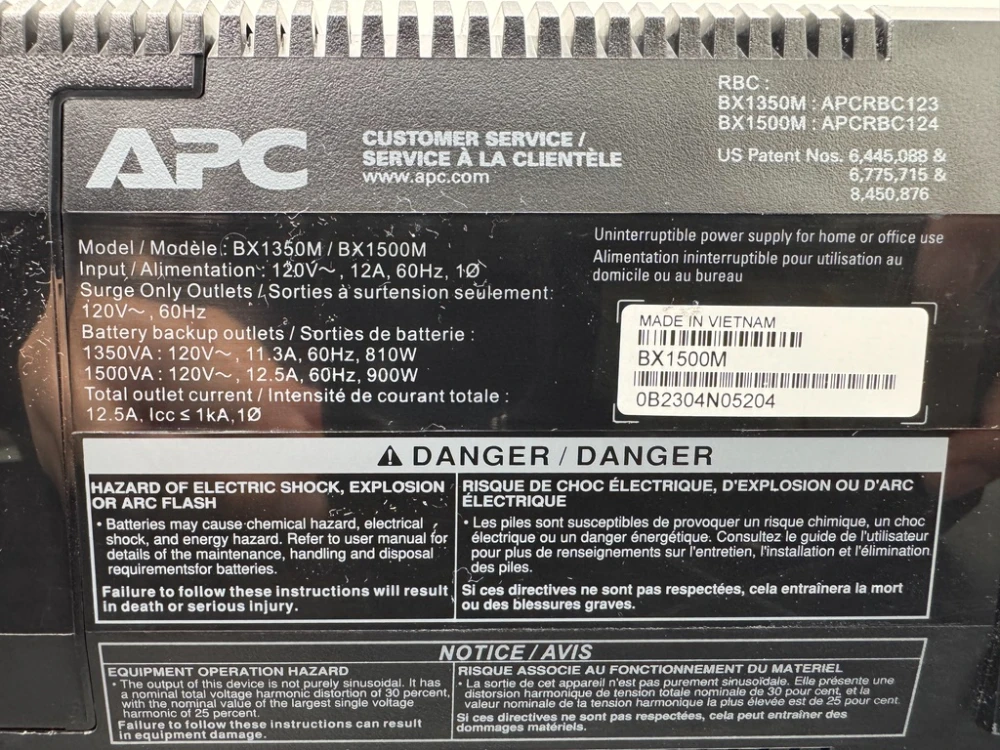 RBC :
BX1350M : APCRBC123
BX1500M : APCRBC124
US Patent Nos. 6,445,088 &
6,775,715 &
8,450,876
APC
CUSTOMER SERVICE /
SERVICE À LA CLIENTÈLE
www.apc.com
Model / Modèle : BX1350M / BX1500M
Input / Alimentation : 120V～, 12A, 60Hz, 1Ø
Surge Only Outlets / Sorties à surtension seulement:
120V～, 60Hz
Battery backup outlets / Sorties de batterie :
1350VA : 120V～, 11.3A, 60Hz, 810W
1500VA : 120V～, 12.5A, 60Hz, 900W
Total outlet current / Intensité de courant totale :
12.5A, Icc ≤ 1kA,1Ø
Uninterruptible power supply for home or office use
Alimentation ininterruptible pour utilisation au
domicile ou au bureau
MADE IN VIETNAM
BX1500M
0B2304N05204
⚠ DANGER / DANGER
HAZARD OF ELECTRIC SHOCK, EXPLOSION
OR ARC FLASH
• Batteries may cause chemical hazard, electrical
shock, and energy hazard. Refer to user manual for
details of the maintenance, handling and disposal
requirementsfor batteries.
Failure to follow these instructions will result
in death or serious injury.
RISQUE DE CHOC ÉLECTRIQUE, D'EXPLOSION OU D'ARC
ÉLECTRIQUE
• Les piles sont susceptibles de provoquer un risque chimique, un choc
électrique ou un danger énergétique. Consultez le guide de l'utilisateur
pour plus de renseignements sur l'entretien, l'installation et l'élimination
des piles.
Si ces directives ne sont pas respectées, cela entraînera la mort
ou des blessures graves.
NOTICE / AVIS
EQUIPMENT OPERATION HAZARD
• The output of this device is not purely sinusoidal. It has
a nominal total voltage harmonic distortion of 30 percent,
with the nominal value of the largest single voltage
harmonic of 25 percent.
Failure to follow these instructions can result
in equipment damage.
RISQUE ASSOCIE AU FONCTIONNEMENT DU MATERIEL
• La sortie de cet appareil n'est pas purement sinusoïdale. Elle présente une
distorsion harmonique de tension totale nominale de 30 pour cent, et la
valeur nominale de la tension harmonique la plus élevée est de 25 pour cent.
Si ces directives ne sont pas respectées, cela peut entraîner des
dommages matériels.